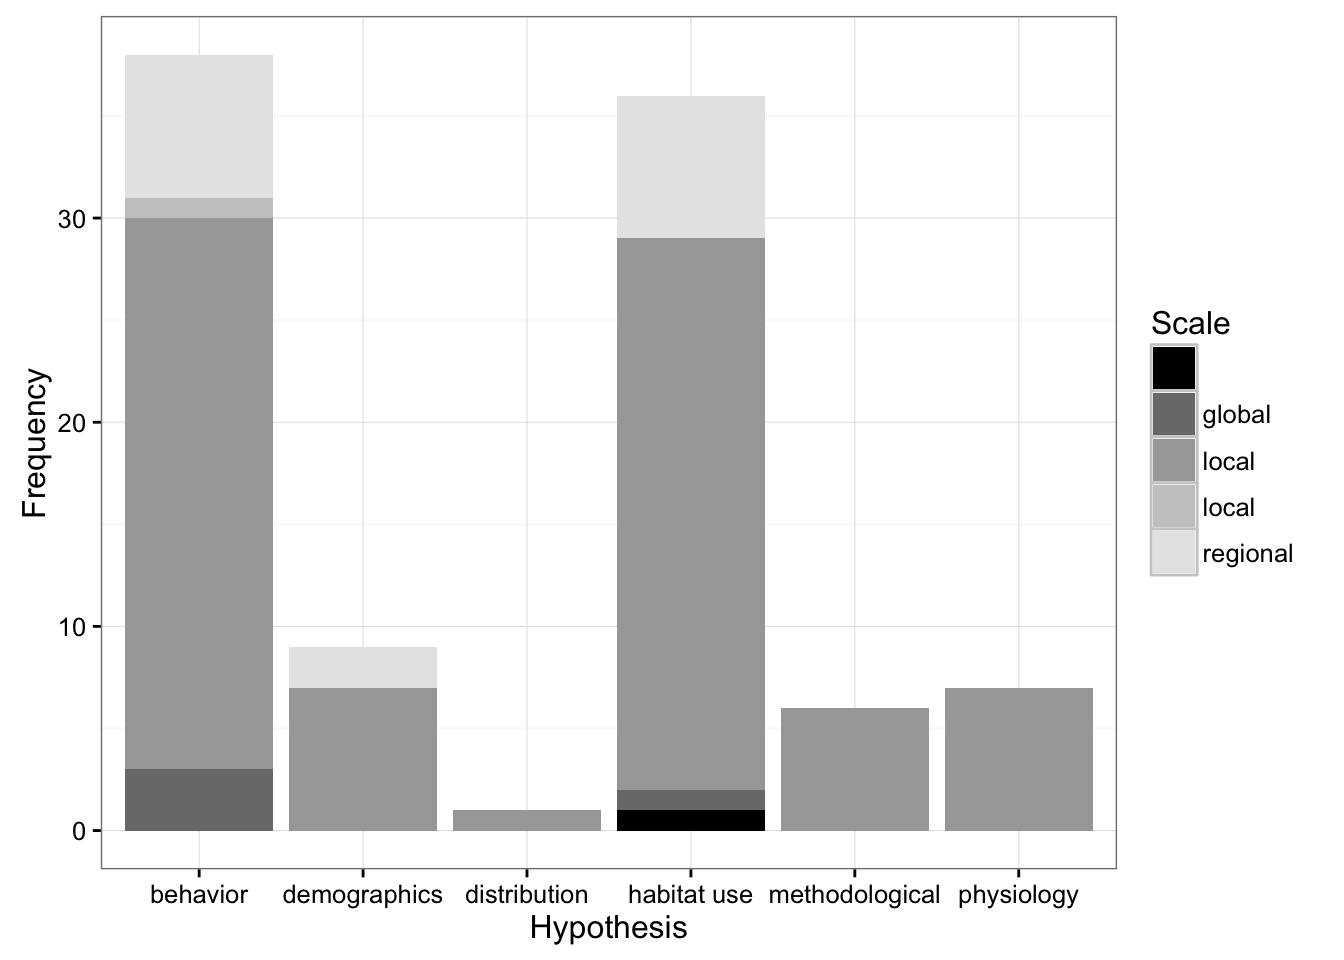 30
20
10
0
Frequency
behavior demographics distribution habitat use methodological physiology
Hypothesis
Scale
global
local
local
regional